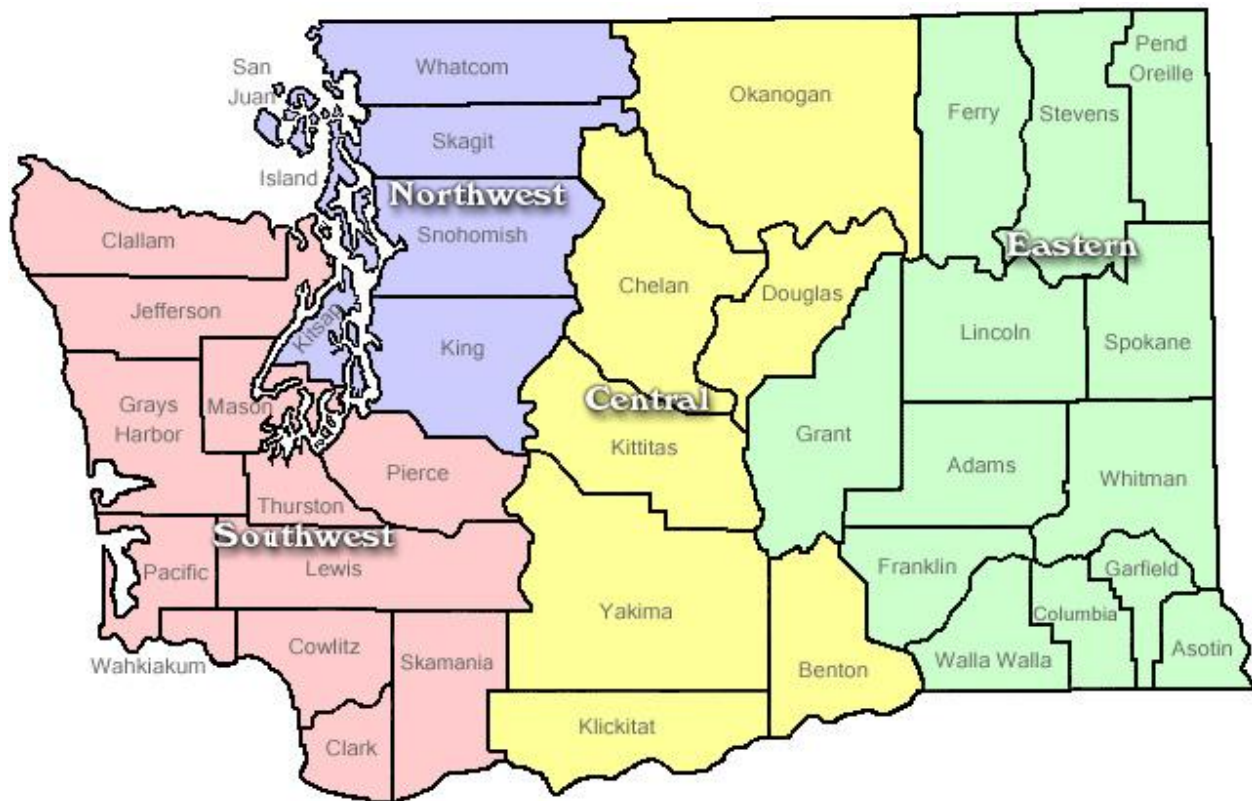 San
Juan
Whatcom
Okanogan
Ferry
Stevens
Pend
Oreille
Skagit
Island
Northwest
Snohomish
Clallam
Eastern
Chelan
Douglas
Jefferson
Kitsap
King
Lincoln
Spokane
Grays
Harbor
Mason
Central
Kittitas
Grant
Adams
Whitman
Pierce
Thurston
Southwest
Pacific
Lewis
Yakima
Franklin
Garfield
Columbia
Asotin
Wahkiakum
Cowlitz
Skamania
Benton
Walla Walla
Klickitat
Clark